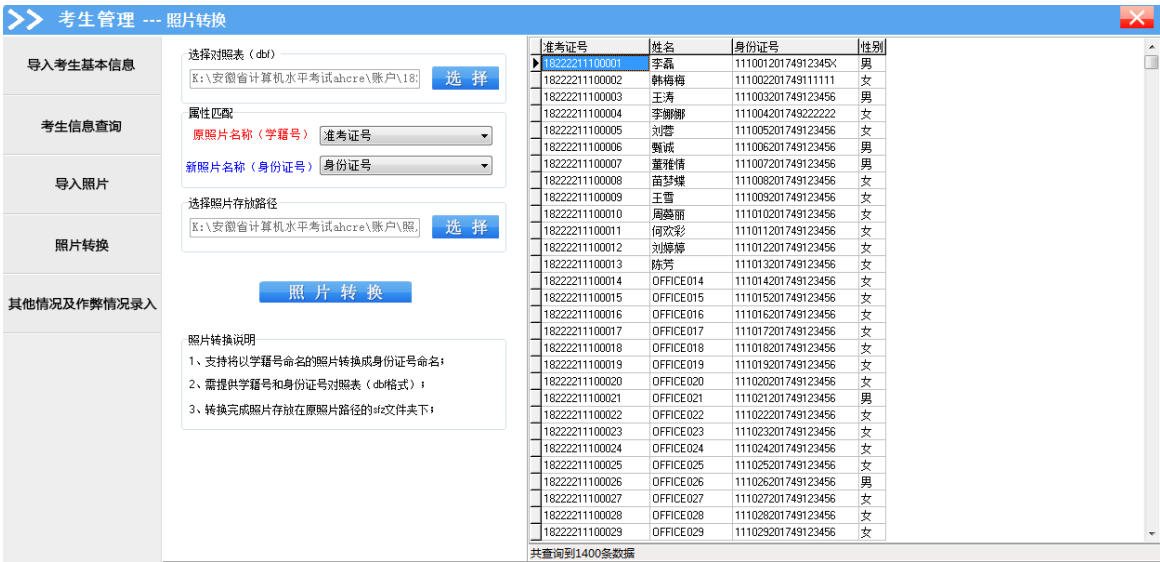 考生管理 --- 照片转换
导入考生基本信息
考生信息查询
导入照片
照片转换
其他情况及作弊情况录入
选择对照表（dbf）
K:\安徽省计算机水平考试ahcre\账户\18
选 择
属性匹配
原照片名称（学籍号） 准考证号
新照片名称（身份证号） 身份证号
选择照片存放路径
K:\安徽省计算机水平考试ahcre\账户\照
选 择
照 片 转 换
照片转换说明
1、支持将以学籍号命名的照片转换成身份证号命名；
2、需提供学籍号和身份证号对照表（dbf格式）；
3、转换完成照片存放在原照片路径的sfz文件夹下；
准考证号 姓名 身份证号 性别
18222211100001 李磊 11100120174912345X 男
18222211100002 韩梅梅 111002201749111111 女
18222211100003 王涛 111003201749123456 男
18222211100004 李娜娜 111004201749222222 女
18222211100005 刘蓉 111005201749123456 女
18222211100006 甄诚 111006201749123456 男
18222211100007 董雅倩 111007201749123456 男
18222211100008 苗梦蝶 111008201749123456 女
18222211100009 王雪 111009201749123456 女
18222211100010 周葵丽 111010201749123456 女
18222211100011 何欢彩 111011201749123456 女
18222211100012 刘婷婷 111012201749123456 女
18222211100013 陈芳 111013201749123456 女
18222211100014 OFFICE014 111014201749123456 女
18222211100015 OFFICE015 111015201749123456 女
18222211100016 OFFICE016 111016201749123456 女
18222211100017 OFFICE017 111017201749123456 女
18222211100018 OFFICE018 111018201749123456 女
18222211100019 OFFICE019 111019201749123456 女
18222211100020 OFFICE020 111020201749123456 女
18222211100021 OFFICE021 111021201749123456 男
18222211100022 OFFICE022 111022201749123456 女
18222211100023 OFFICE023 111023201749123456 女
18222211100024 OFFICE024 111024201749123456 女
18222211100025 OFFICE025 111025201749123456 女
18222211100026 OFFICE026 111026201749123456 男
18222211100027 OFFICE027 111027201749123456 女
18222211100028 OFFICE028 111028201749123456 女
18222211100029 OFFICE029 111029201749123456 女
共查询到1400条数据